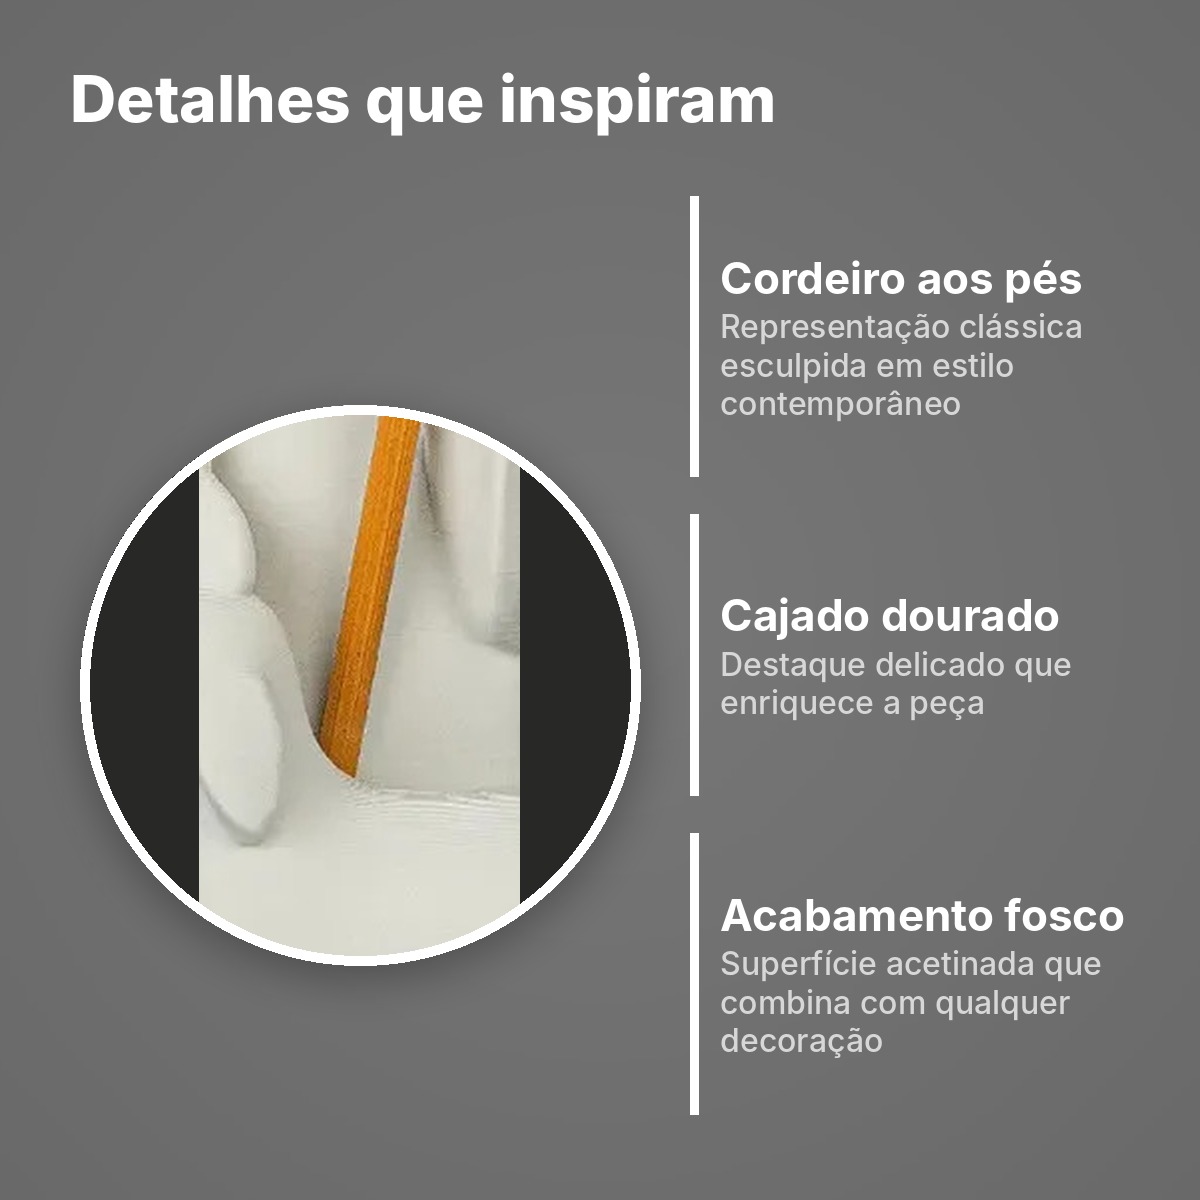 Detalhes que inspiram
Cordeiro aos pés
Representação clássica
esculpida em estilo
contemporâneo
Cajado dourado
Destaque delicado que
enriquece a peça
Acabamento fosco
Superfície acetinada que
combina com qualquer
decoração